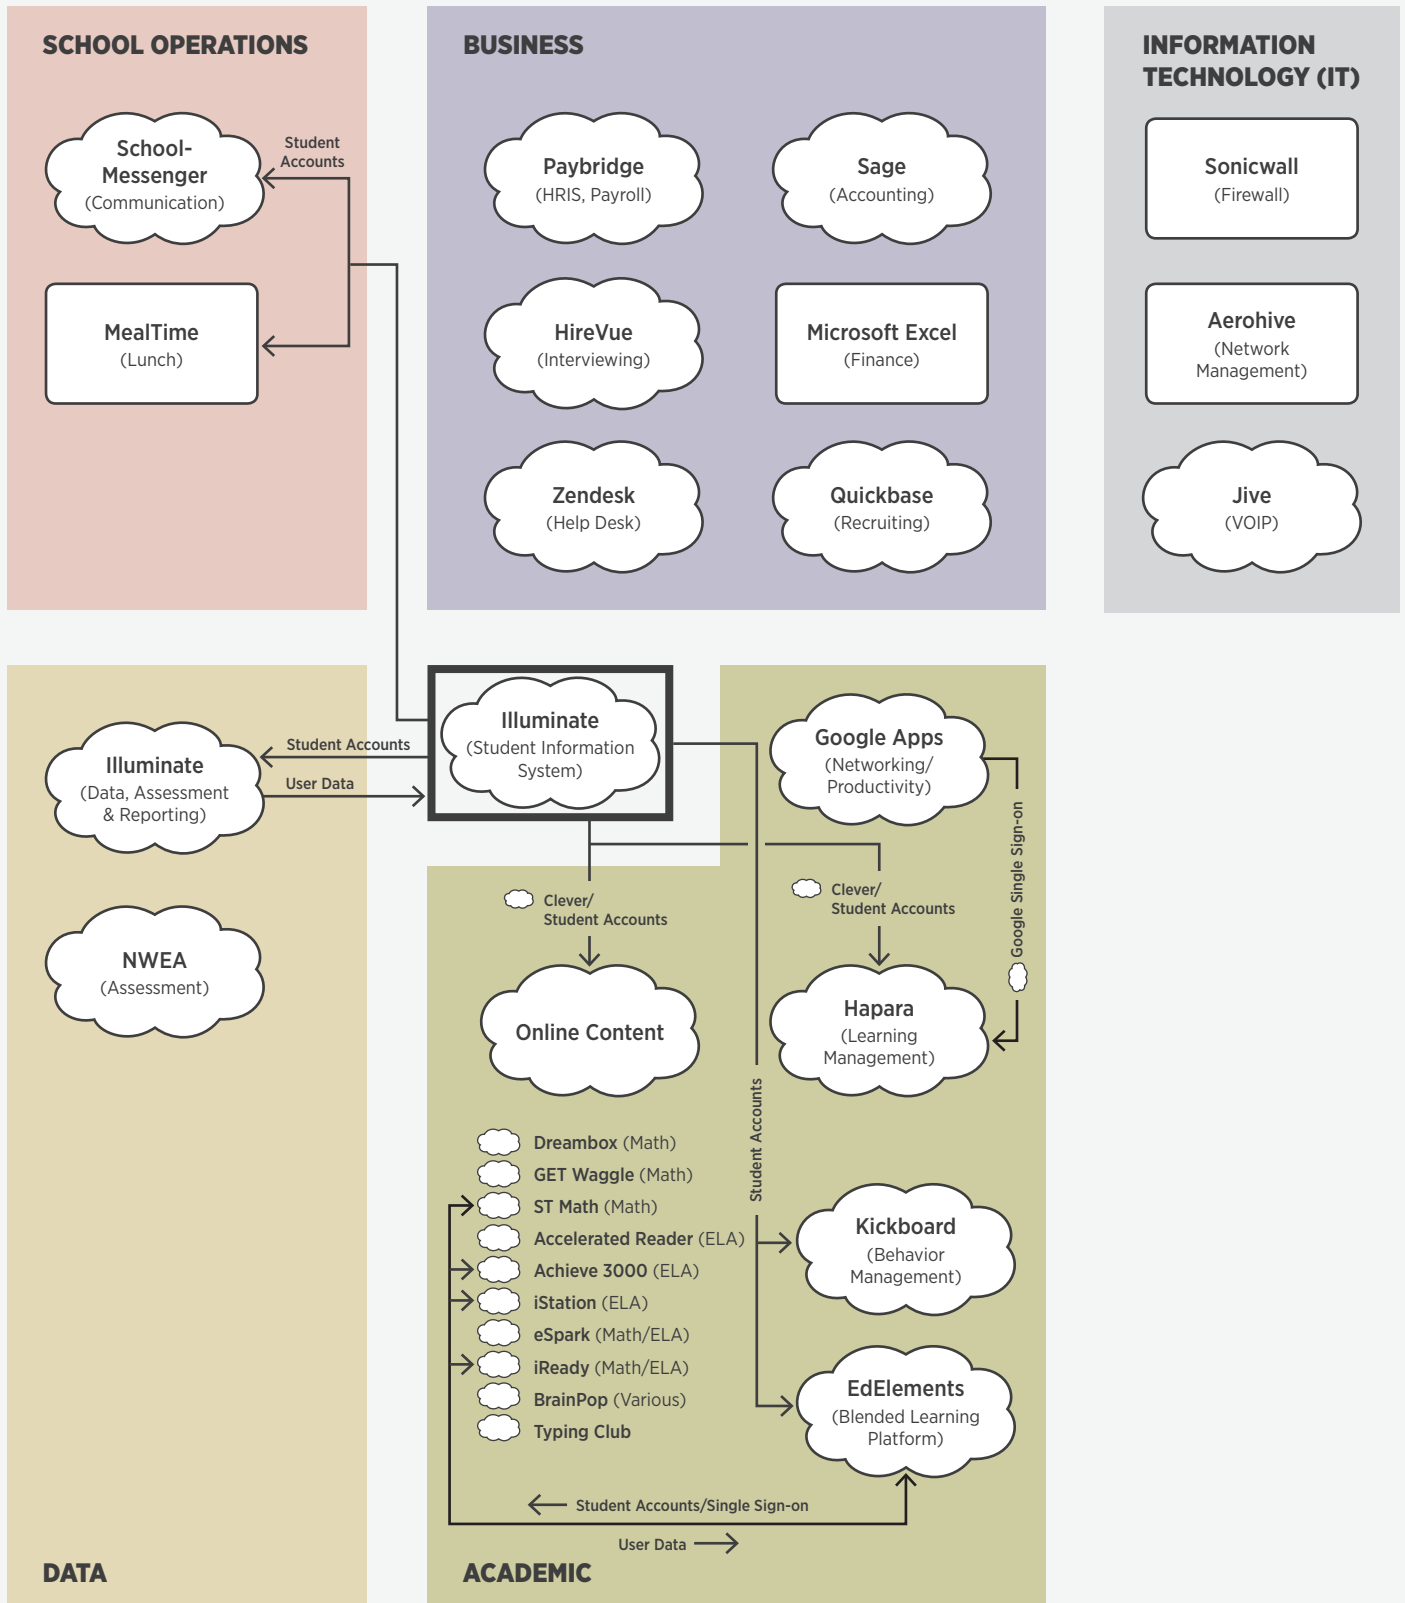 SCHOOL OPERATIONS
School-
Messenger
(Communication)
Student
Accounts
MealTime
(Lunch)
BUSINESS
Paybridge
(HRIS, Payroll)
Sage
(Accounting)
HireVue
(Interviewing)
Microsoft Excel
(Finance)
Zendesk
(Help Desk)
Quickbase
(Recruiting)
INFORMATION
TECHNOLOGY (IT)
Sonicwall
(Firewall)
Aerohive
(Network
Management)
Jive
(VOIP)
Illuminate
(Data, Assessment
& Reporting)
Student Accounts
User Data
Illuminate
(Student Information
System)
NWEA
(Assessment)
DATA
Google Apps
(Networking/
Productivity)
Google Single Sign-on
Clever/
Student Accounts
Clever/
Student Accounts
Online Content
Hapara
(Learning
Management)
Student Accounts
Dreambox (Math)
GET Waggle (Math)
ST Math (Math)
Accelerated Reader (ELA)
Achieve 3000 (ELA)
iStation (ELA)
eSpark (Math/ELA)
iReady (Math/ELA)
BrainPop (Various)
Typing Club
Kickboard
(Behavior
Management)
EdElements
(Blended Learning
Platform)
Student Accounts/Single Sign-on
User Data
ACADEMIC